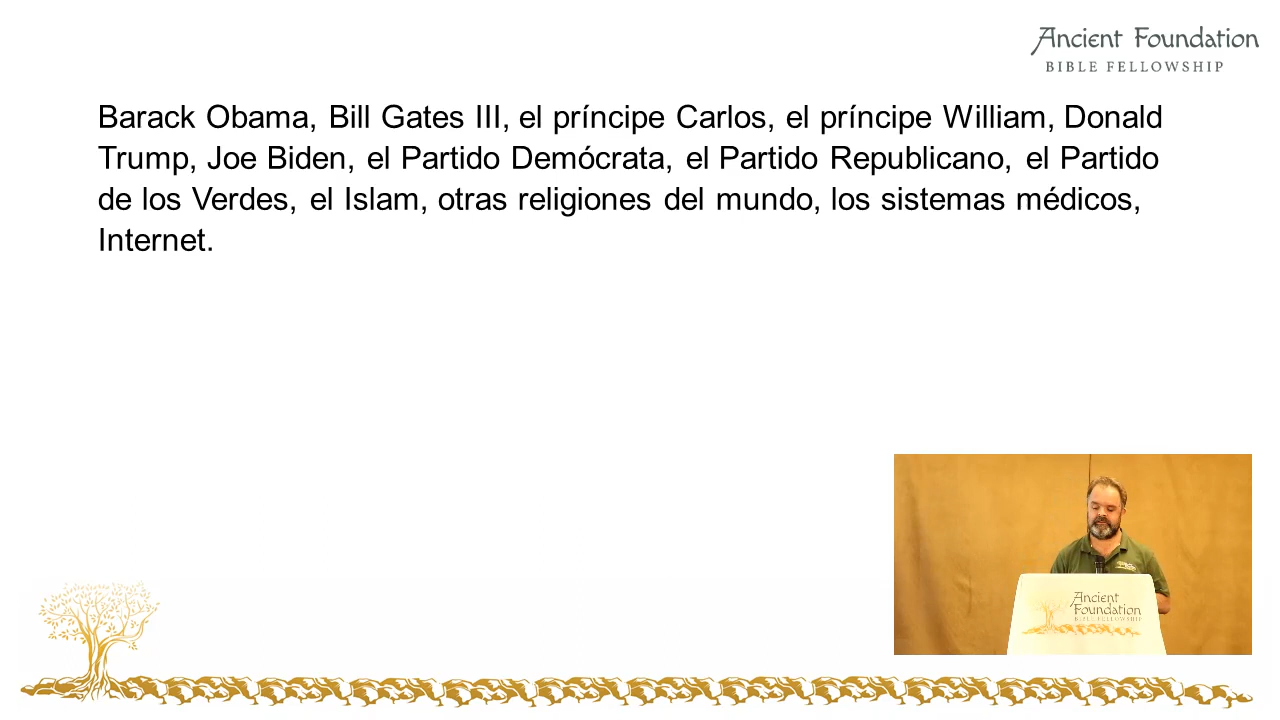 Ancient Foundation
BIBLE FELLOWSHIP
Barack Obama, Bill Gates III, el príncipe Carlos, el príncipe William, Donald
Trump, Joe Biden, el Partido Demócrata, el Partido Republicano, el Partido
de los Verdes, el Islam, otras religiones del mundo, los sistemas médicos,
Internet.
Ancient
Foundation
BIBLE FELLOWSHIP